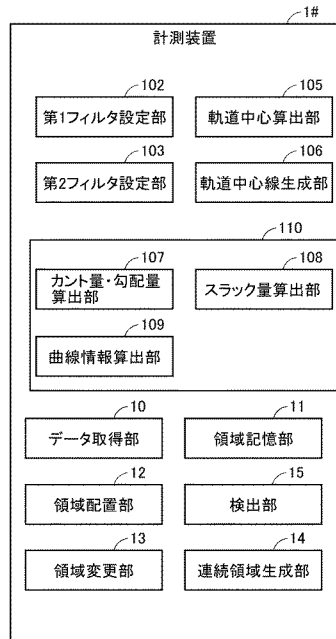 1#
計測装置
102
105
第1フィルタ設定部
軌道中心算出部
103
106
第2フィルタ設定部
軌道中心線生成部
110
107
108
カント量・勾配量
算出部
スラック量算出部
109
曲線情報算出部
10
11
データ取得部
領域記憶部
12
15
領域配置部
検出部
13
14
領域変更部
連続領域生成部